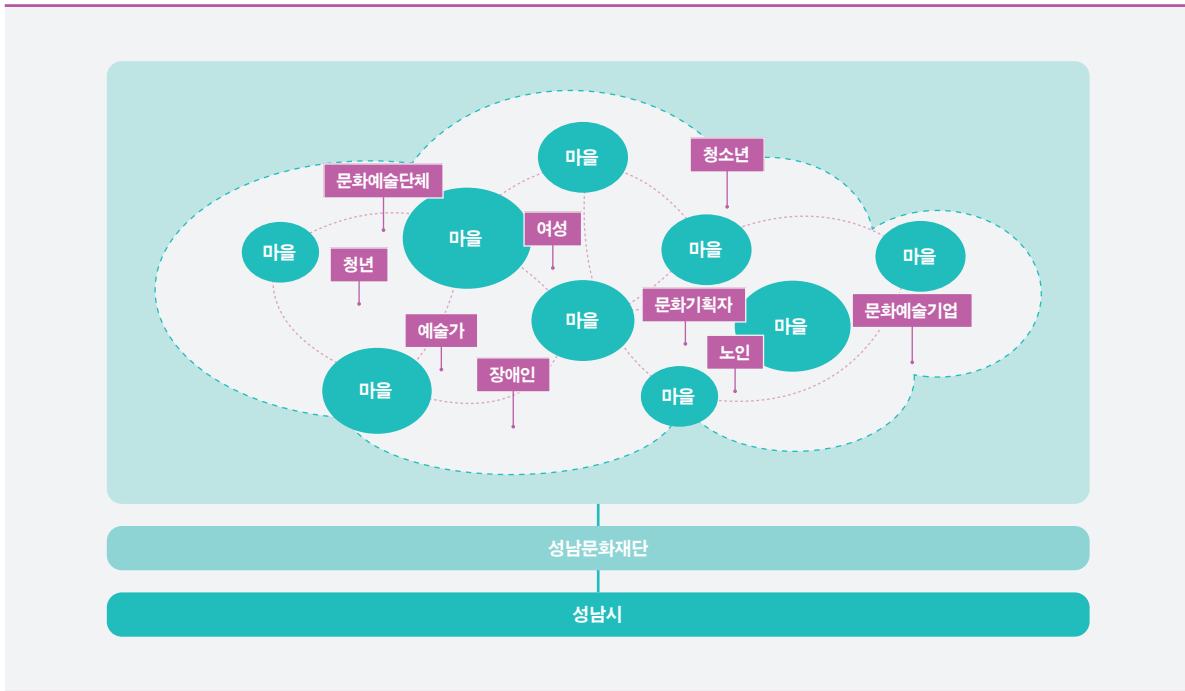 마을
청소년
문화예술단체
여성
마을
마을
마을
마을
청년
문화기획자
문화예술기업
마을
마을
예술가
노인
장애인
마을
마을
성남문화재단
성남시